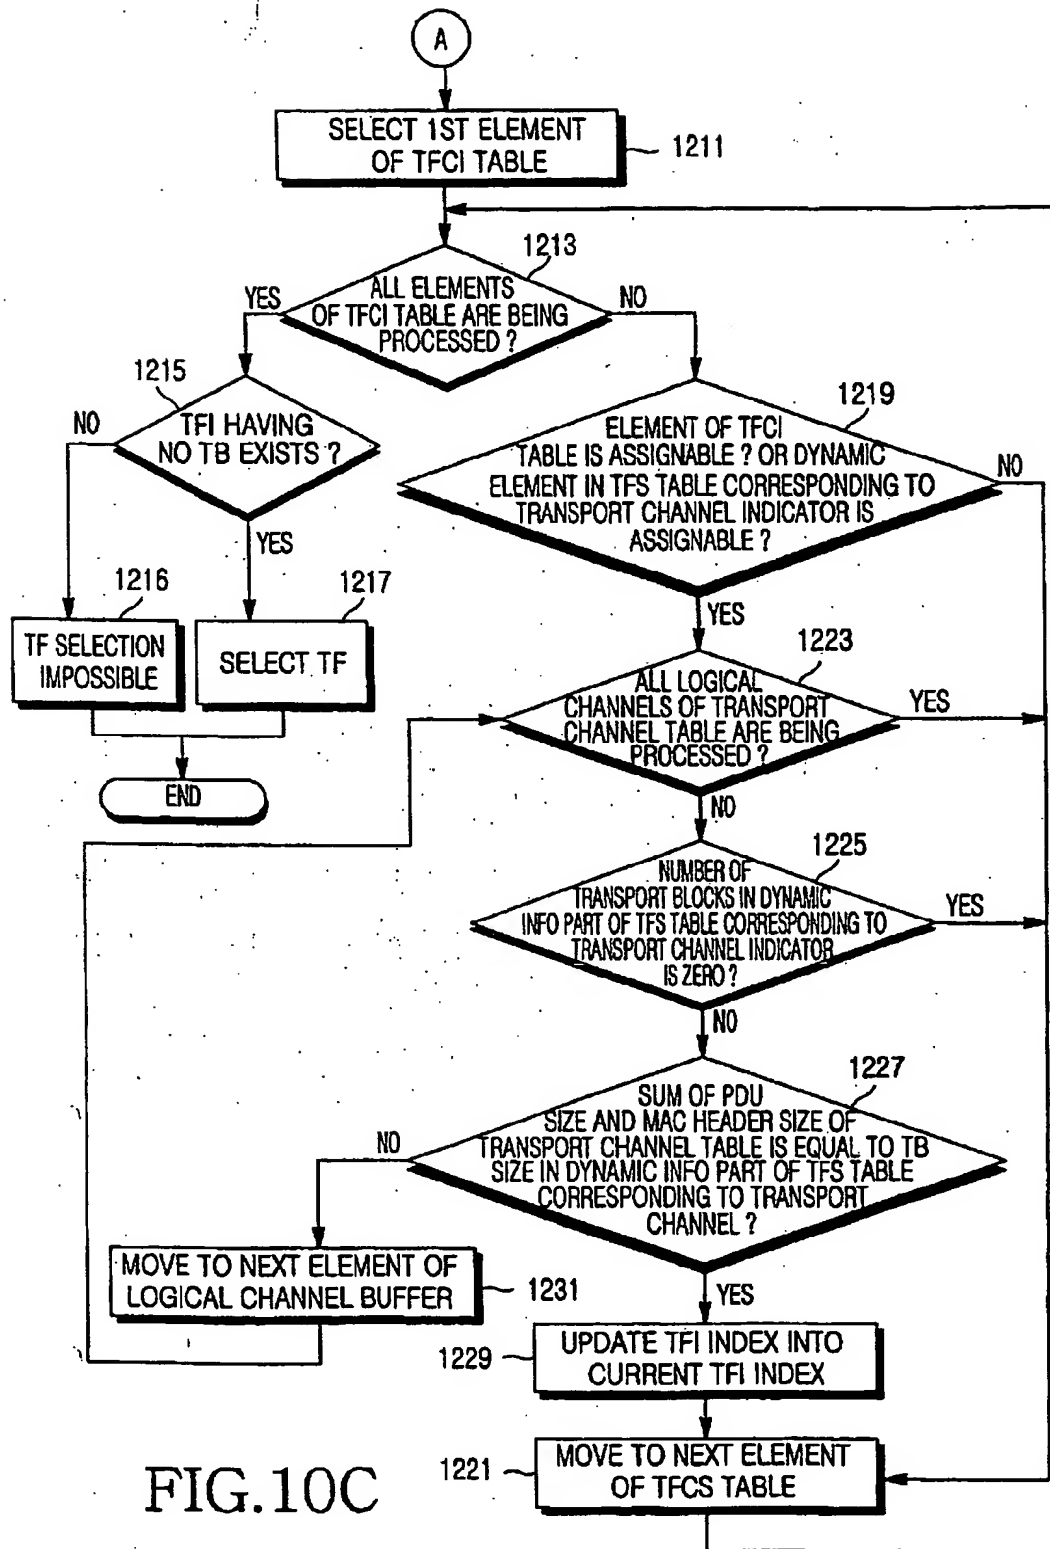 A
SELECT 1ST ELEMENT
OF TFCI TABLE
1211
1213
ALL ELEMENTS
OF TFCI TABLE ARE BEING
PROCESSED ?
YES
NO
1215
TFI HAVING
NO TB EXISTS ?
NO
YES
1219
ELEMENT OF TFCI
TABLE IS ASSIGNABLE ? OR DYNAMIC
ELEMENT IN TFS TABLE CORRESPONDING TO
TRANSPORT CHANNEL INDICATOR IS
ASSIGNABLE ?
NO
YES
1216
TF SELECTION
IMPOSSIBLE
1217
SELECT TF
END
1223
ALL LOGICAL
CHANNELS OF TRANSPORT
CHANNEL TABLE ARE BEING
PROCESSED ?
YES
NO
1225
NUMBER OF
TRANSPORT BLOCKS IN DYNAMIC
INFO PART OF TFS TABLE CORRESPONDING TO
TRANSPORT CHANNEL INDICATOR
IS ZERO ?
YES
NO
1227
SUM OF PDU
SIZE AND MAC HEADER SIZE OF
TRANSPORT CHANNEL TABLE IS EQUAL TO TB
SIZE IN DYNAMIC INFO PART OF TFS TABLE
CORRESPONDING TO TRANSPORT
CHANNEL ?
NO
YES
MOVE TO NEXT ELEMENT OF
LOGICAL CHANNEL BUFFER
1231
1229
UPDATE TFI INDEX INTO
CURRENT TFI INDEX
1221
MOVE TO NEXT ELEMENT
OF TFCS TABLE
FIG.10C